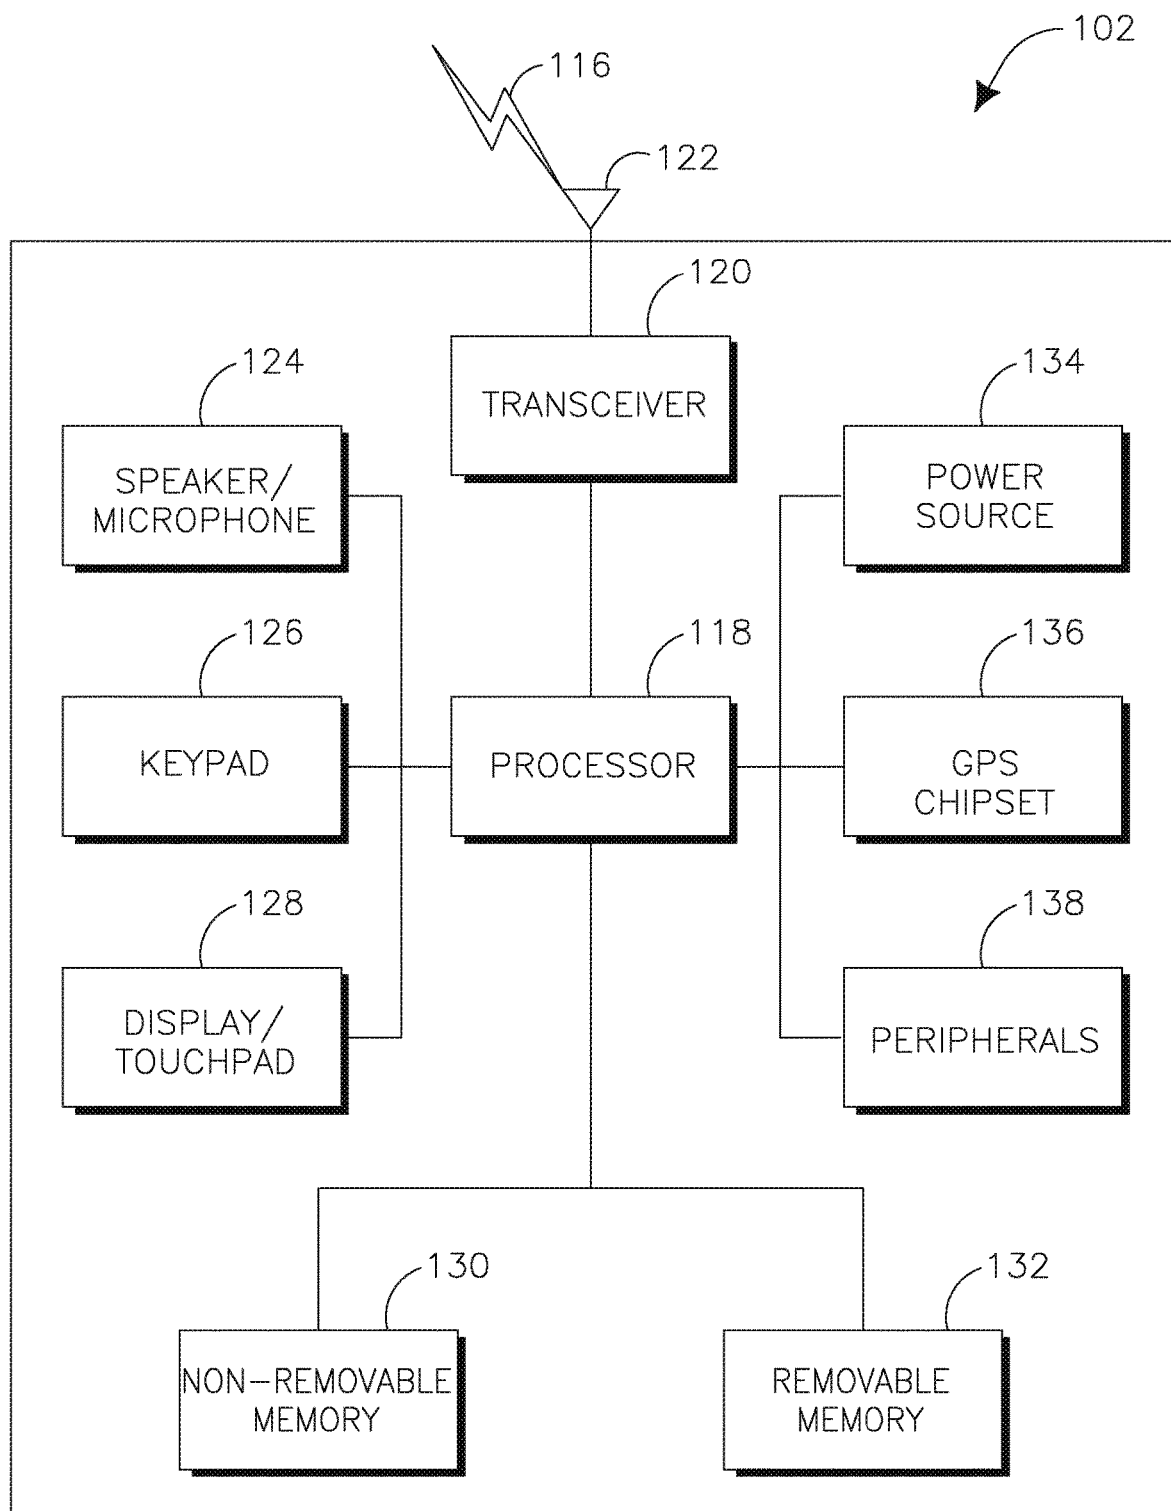 102
116
122
120
TRANSCEIVER
124
SPEAKER/
MICROPHONE
134
POWER
SOURCE
126
KEYPAD
118
PROCESSOR
136
GPS
CHIPSET
128
DISPLAY/
TOUCHPAD
138
PERIPHERALS
130
NON-REMOVABLE
MEMORY
132
REMOVABLE
MEMORY